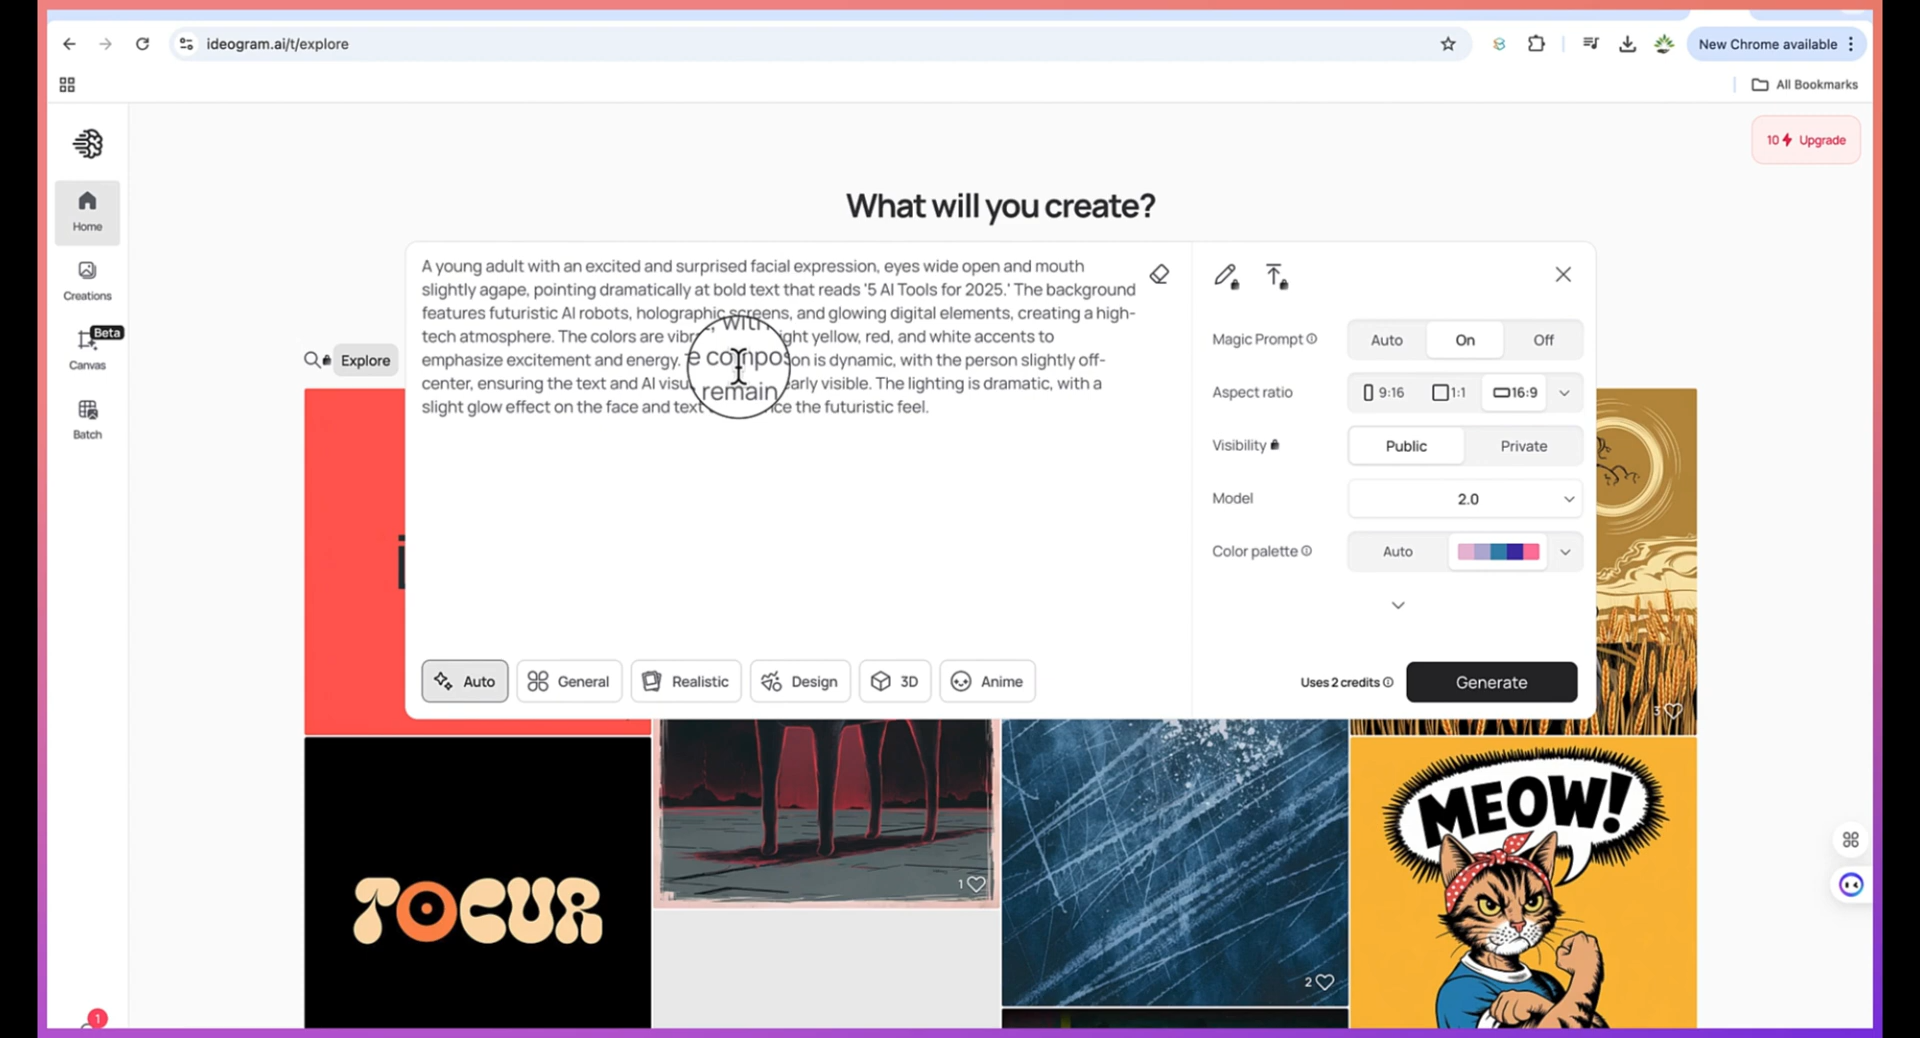 ideogram.ai/t/explore
New Chrome available
All Bookmarks
10 Upgrade
What will you create?
Home
Creations
Beta
Canvas
Batch
Explore
A young adult with an excited and surprised facial expression, eyes wide open and mouth
slightly agape, pointing dramatically at bold text that reads '5 AI Tools for 2025.' The background
features futuristic AI robots, holographic screens, and glowing digital elements, creating a high-
tech atmosphere. The colors are vibr , with ght yellow, red, and white accents to
emphasize excitement and energy. e compos on is dynamic, with the person slightly off-
center, ensuring the text and AI visu remain early visible. The lighting is dramatic, with a
slight glow effect on the face and text ce the futuristic feel.
Magic Prompt
Auto
On
Off
Aspect ratio
9:16
1:1
16:9
Visibility
Public
Private
Model
2.0
Color palette
Auto
Auto
General
Realistic
Design
3D
Anime
Uses 2 credits
Generate
3
TOCUR
1
2
MEOW!
1